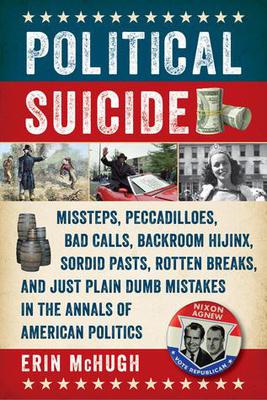 POLITICAL
SUICIDE
MISSTEPS, PECCADILLOES,
BAD CALLS, BACKROOM HIJINX,
SORDID PASTS, ROTTEN BREAKS,
AND JUST PLAIN DUMB MISTAKES
IN THE ANNALS OF
AMERICAN POLITICS
NIXON
AGNEW
VOTE REPUBLICAN
ERIN McHUGH